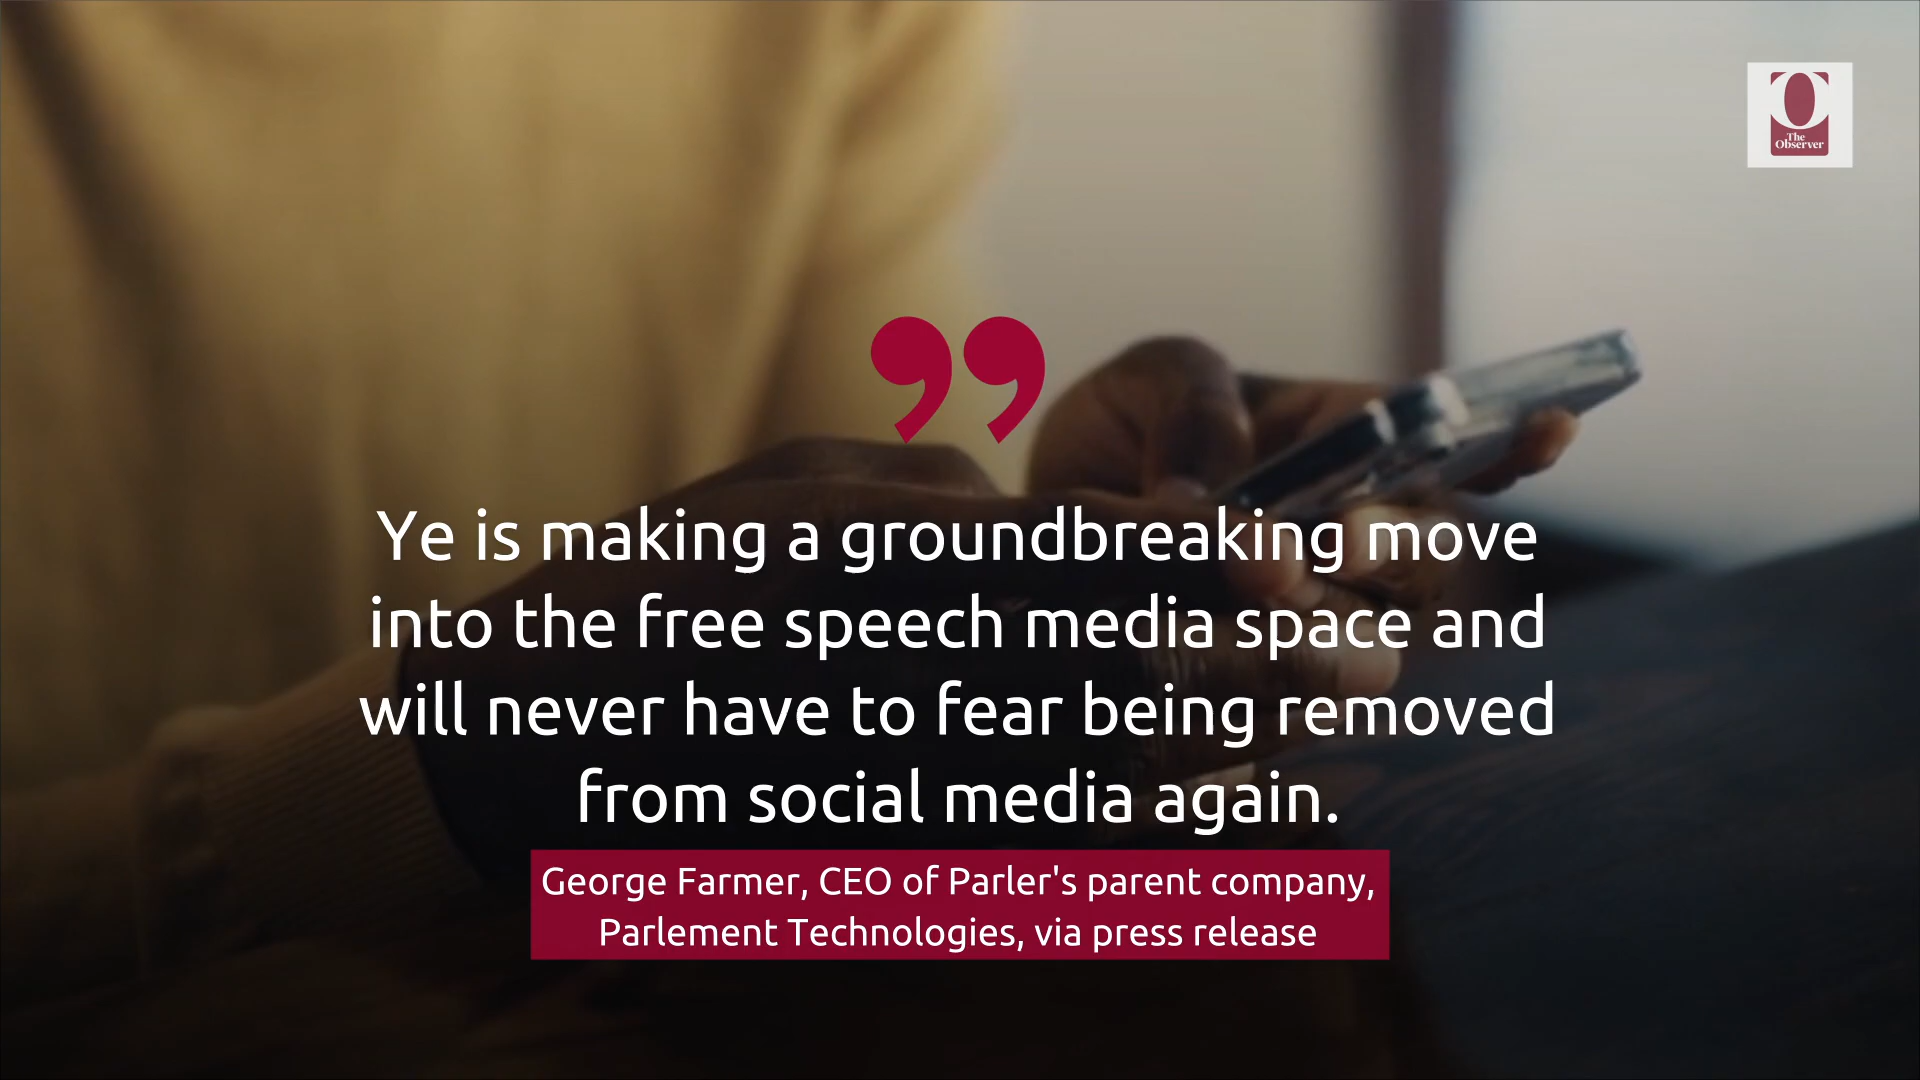 The
Observer
Ye is making a groundbreaking move
into the free speech media space and
will never have to fear being removed
from social media again.
George Farmer, CEO of Parler's parent company,
Parlement Technologies, via press release